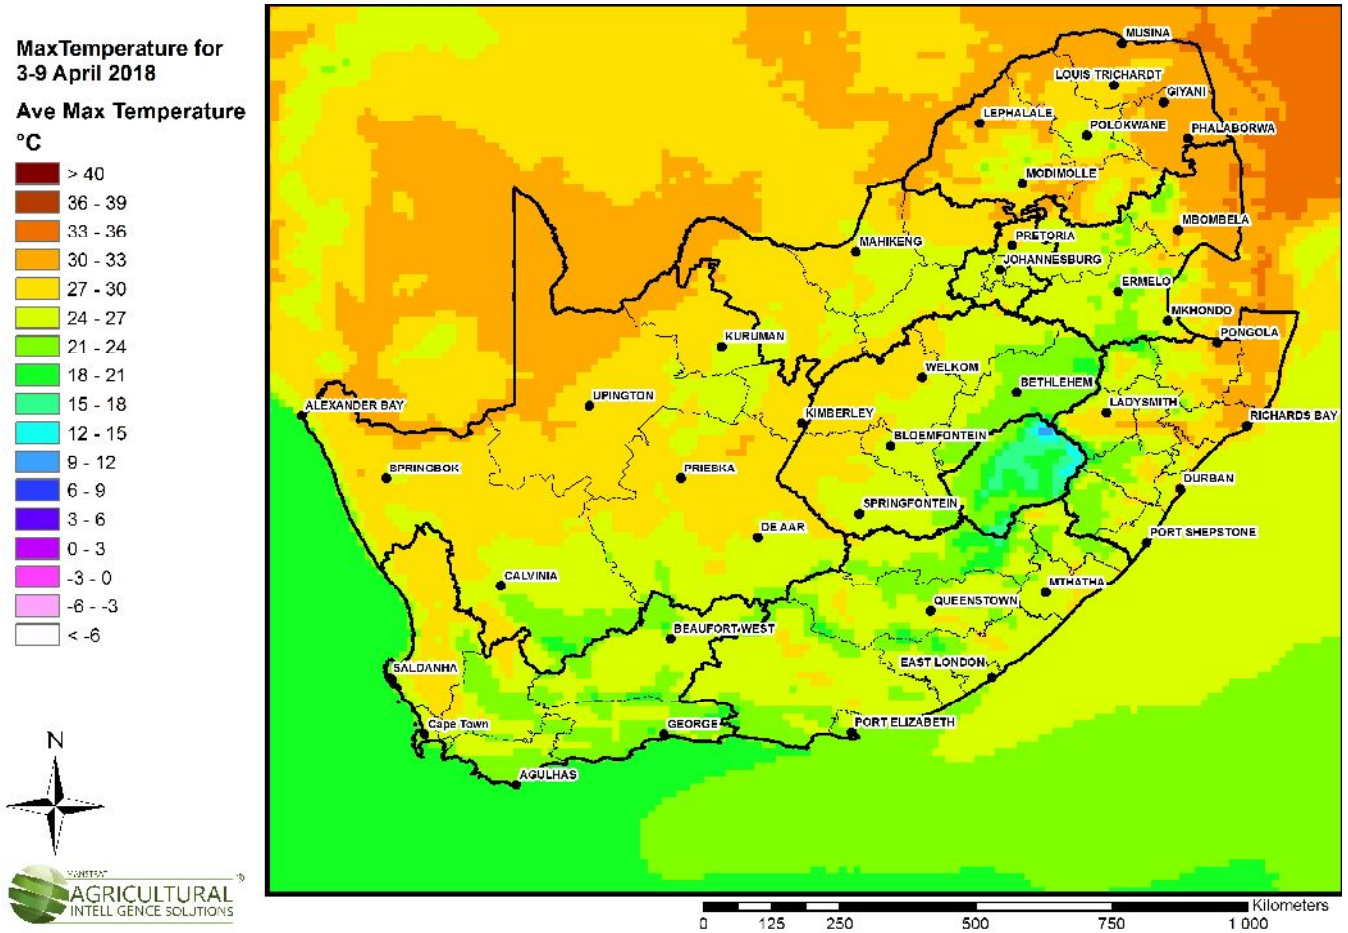 MaxTemperature for
3-9 April 2018
Ave Max Temperature
°C
> 40
36 - 39
33 - 36
30 - 33
27 - 30
24 - 27
21 - 24
18 - 21
15 - 18
12 - 15
9 - 12
6 - 9
3 - 6
0 - 3
-3 - 0
-6 - -3
< -6
N
MANSTRAT
AGRICULTURAL
INTELLIGENCE SOLUTIONS
®
MUSINA
LOUIS TRICHARDT
GIYANI
LEPHALALE
POLOKWANE
PHALABORWA
MODIMOLLE
MBOMBELA
PRETORIA
MAHIKENG
JOHANNESBURG
ERMELO
MKHONDO
PONGOLA
KURUMAN
WELKOM
BETHLEHEM
UPINGTON
LADYSMITH
ALEXANDER BAY
KIMBERLEY
RICHARDS BAY
BLOEMFONTEIN
SPRINGBOK
PRIESKA
DURBAN
SPRINGFONTEIN
DE AAR
PORT SHEPSTONE
CALVINIA
MTHATHA
QUEENSTOWN
BEAUFORT WEST
EAST LONDON
SALDANHA
Cape Town
GEORGE
PORT ELIZABETH
AGULHAS
Kilometers
0 125 250 500 750 1 000